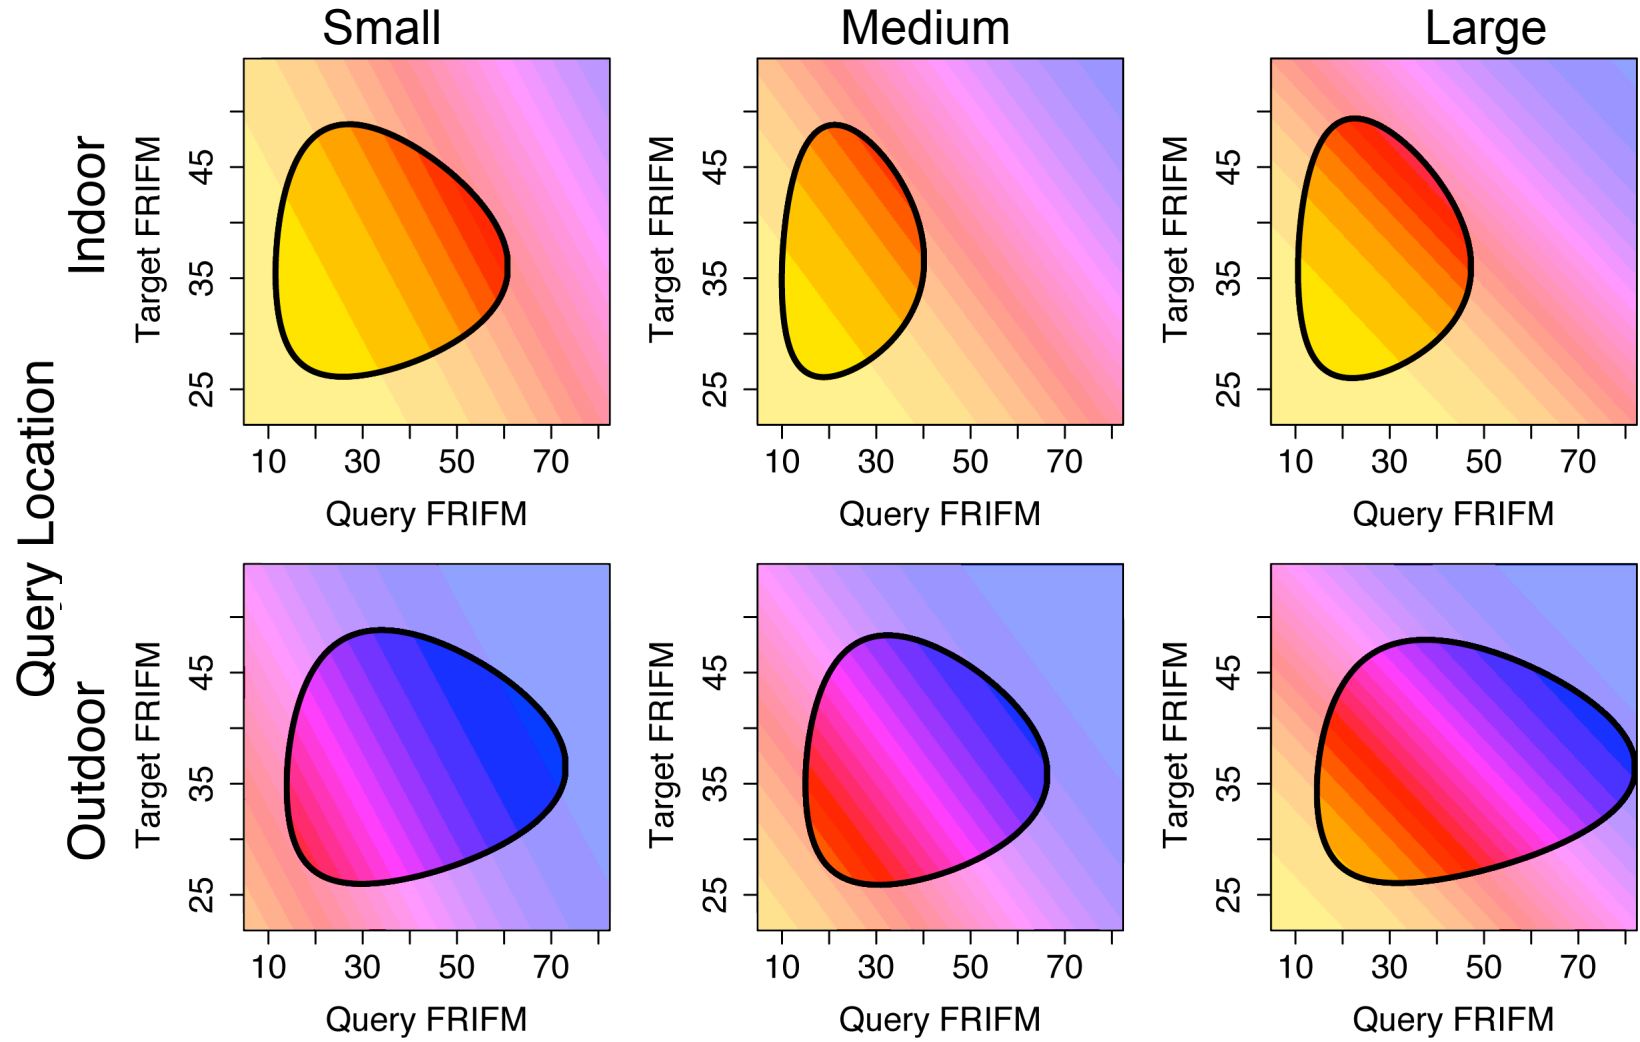 Small Medium Large
Query Location
Indoor
Target FRIFM
25 35 45
10 30 50 70
Query FRIFM
Target FRIFM
25 35 45
10 30 50 70
Query FRIFM
Target FRIFM
25 35 45
10 30 50 70
Query FRIFM
Outdoor
Target FRIFM
25 35 45
10 30 50 70
Query FRIFM
Target FRIFM
25 35 45
10 30 50 70
Query FRIFM
Target FRIFM
25 35 45
10 30 50 70
Query FRIFM